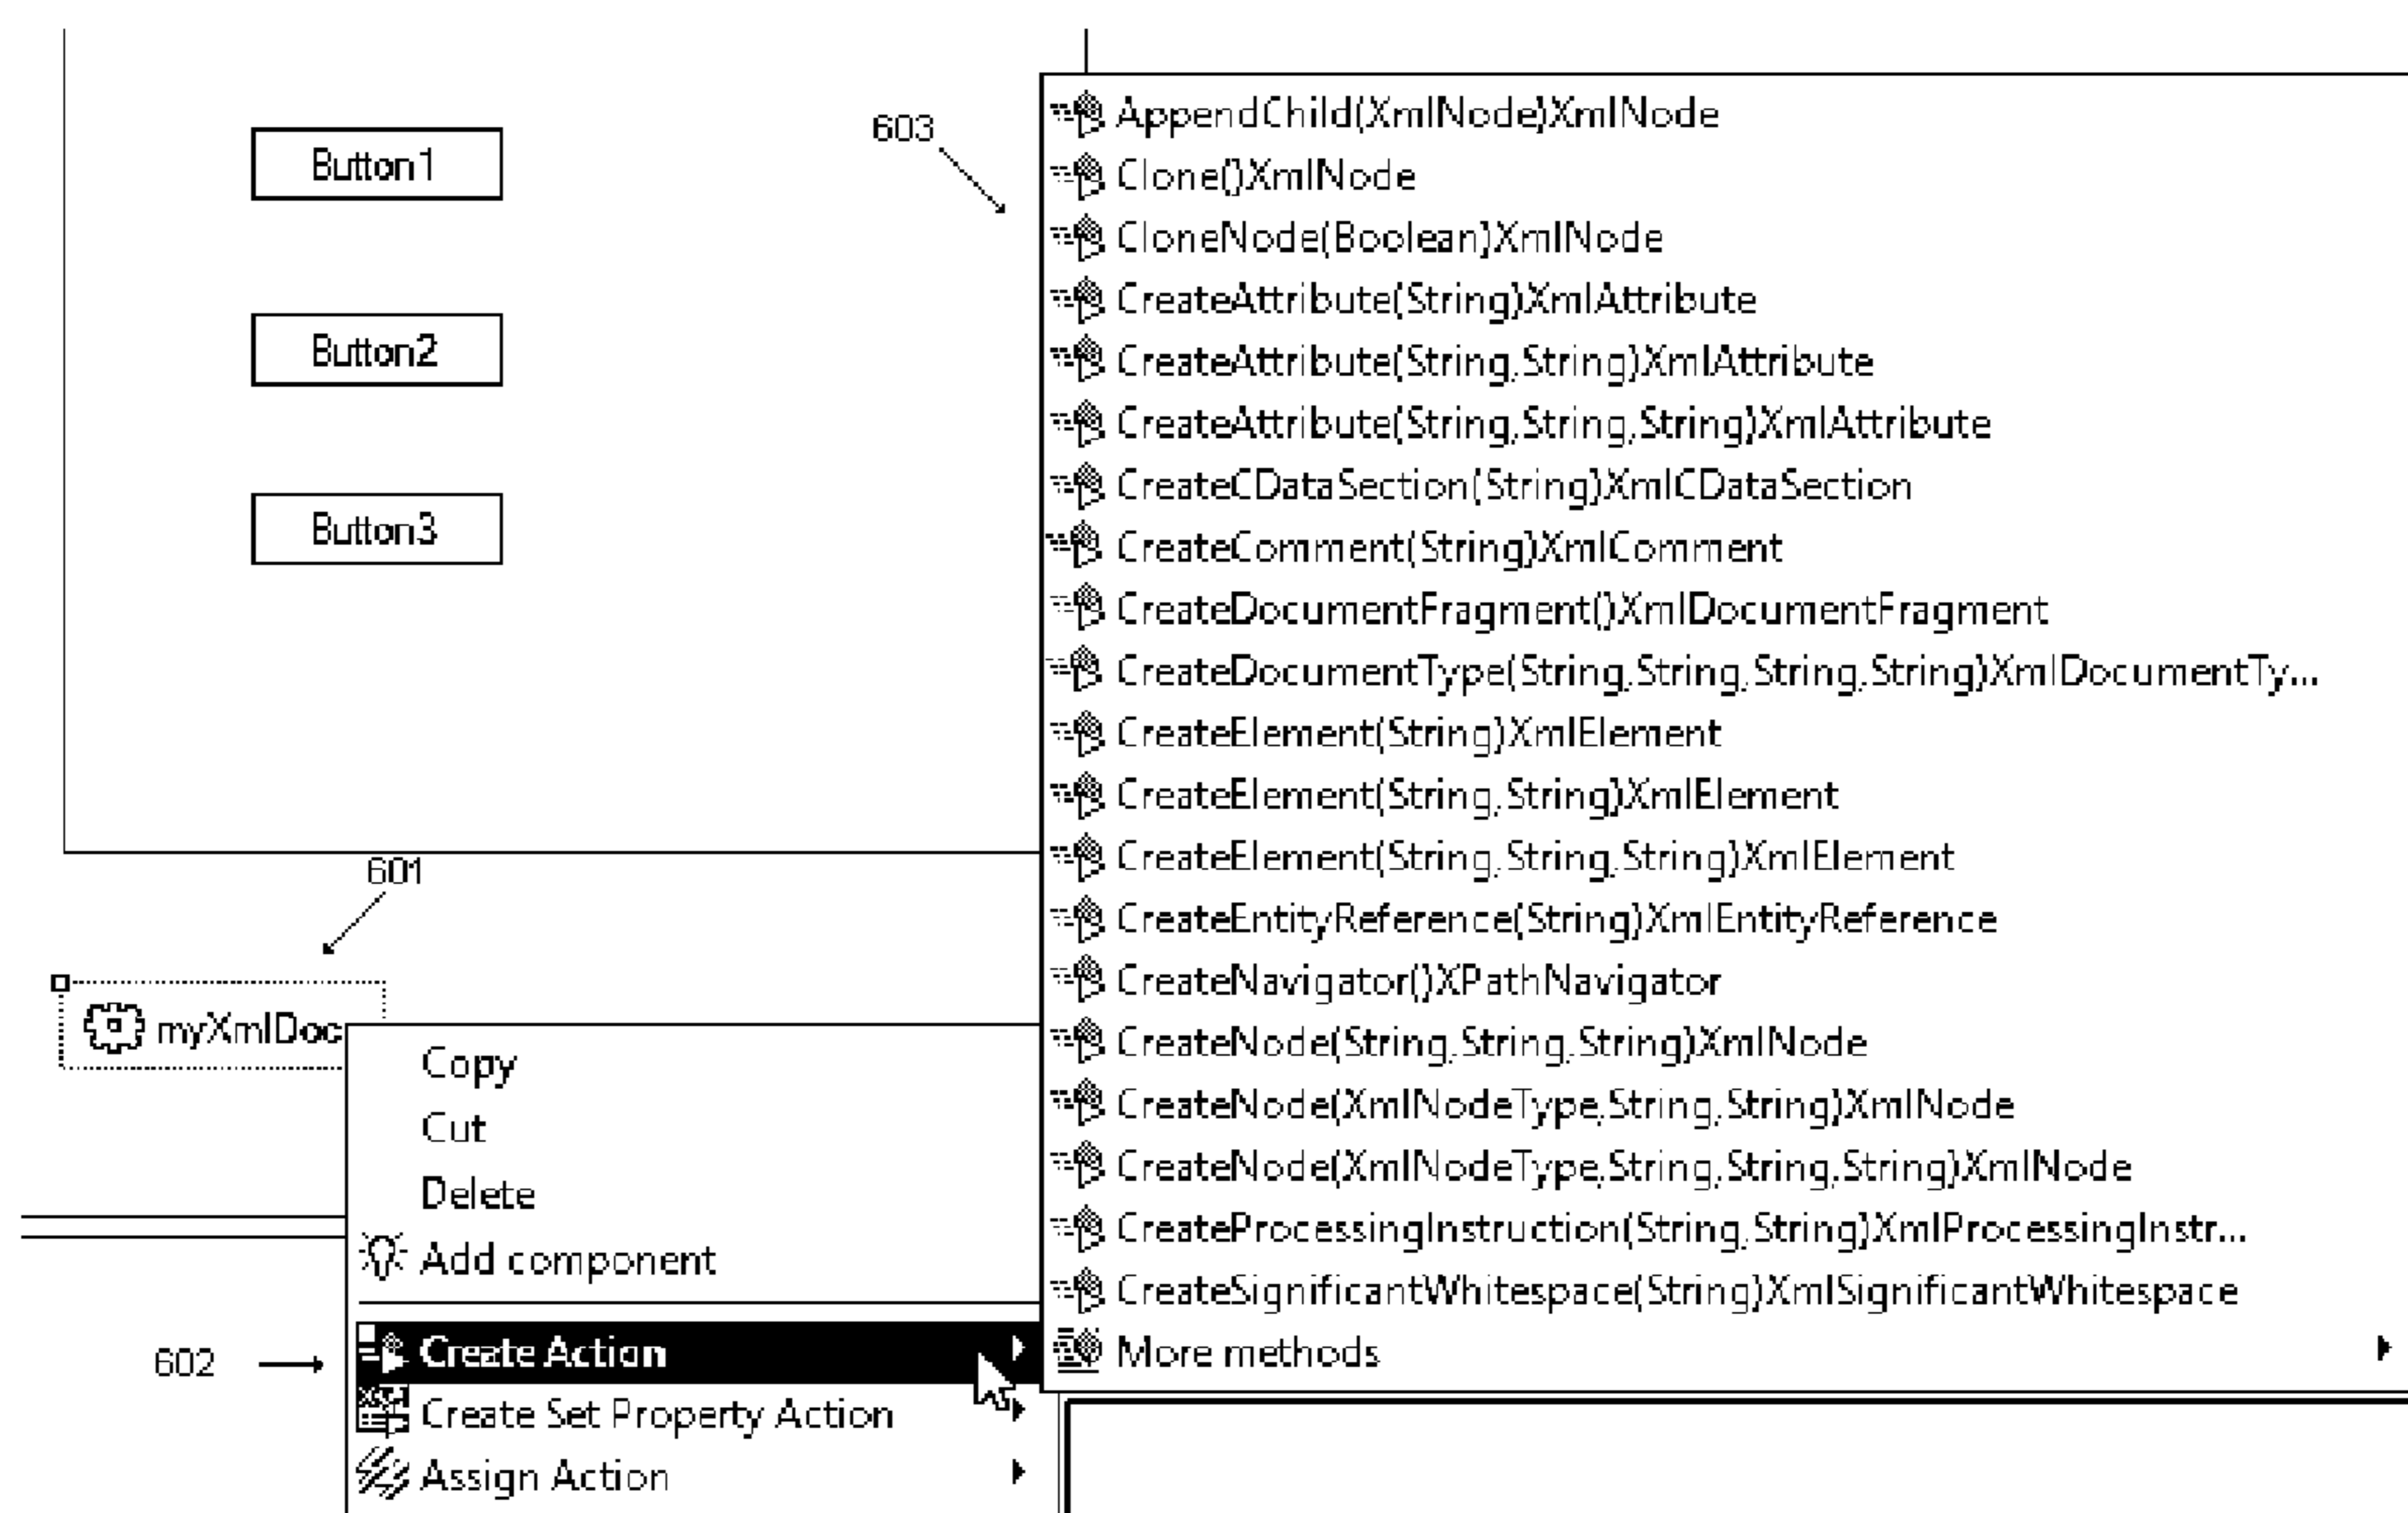 Button1
Button2
Button3
603
AppendChild(XmlNode)XmlNode
Clone()XmlNode
CloneNode(Boolean)XmlNode
CreateAttribute(String)XmlAttribute
CreateAttribute(String,String)XmlAttribute
CreateAttribute(String,String,String)XmlAttribute
CreateCDataSection(String)XmlCDataSection
CreateComment(String)XmlComment
CreateDocumentFragment()XmlDocumentFragment
CreateDocumentType(String,String,String,String)XmlDocumentTy...
CreateElement(String)XmlElement
CreateElement(String,String)XmlElement
CreateElement(String,String,String)XmlElement
CreateEntityReference(String)XmlEntityReference
CreateNavigator()XPathNavigator
CreateNode(String,String,String)XmlNode
CreateNode(XmlNodeType,String,String)XmlNode
CreateNode(XmlNodeType,String,String,String)XmlNode
CreateProcessingInstruction(String,String)XmlProcessingInstr...
CreateSignificantWhitespace(String)XmlSignificantWhitespace
More methods
601
myXmlDoc
Copy
Cut
Delete
Add component
602
Create Action
Create Set Property Action
Assign Action